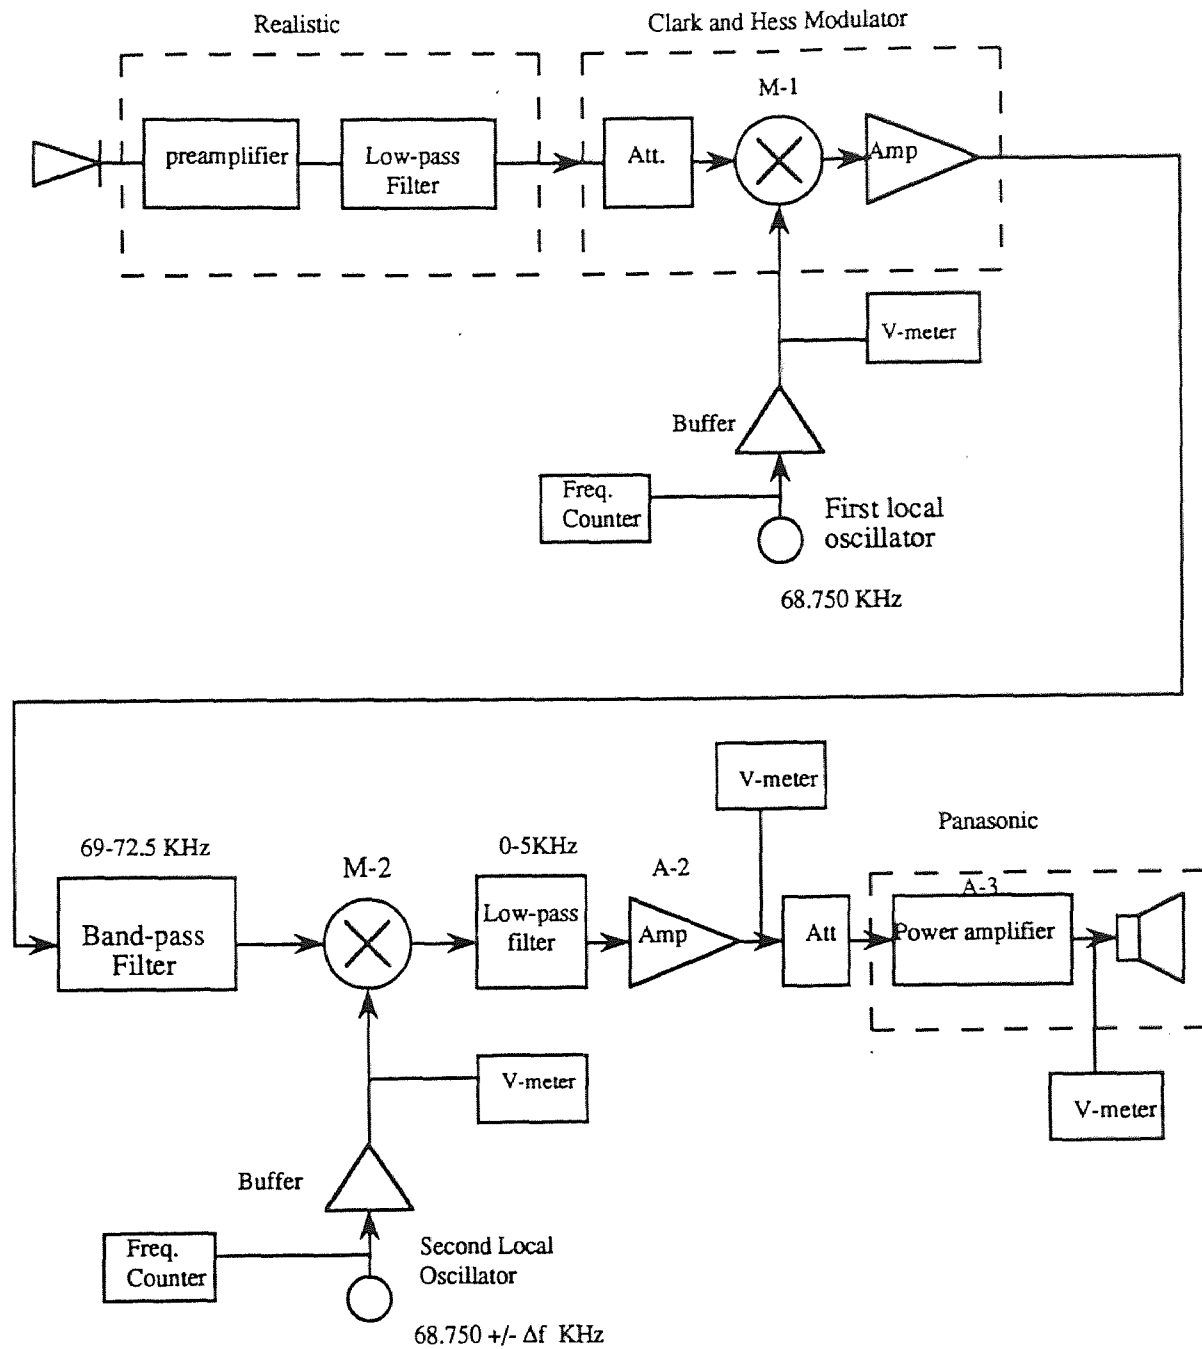 Realistic
Clark and Hess Modulator
M-1
preamplifier
Low-pass
Filter
Att.
Amp
V-meter
Buffer
Freq.
Counter
First local
oscillator
68.750 KHz
V-meter
Panasonic
69-72.5 KHz
M-2
0-5KHz
A-2
A-3
Band-pass
Filter
Low-pass
filter
Amp
Att
Power amplifier
V-meter
V-meter
Buffer
Freq.
Counter
Second Local
Oscillator
68.750 +/- Δf KHz